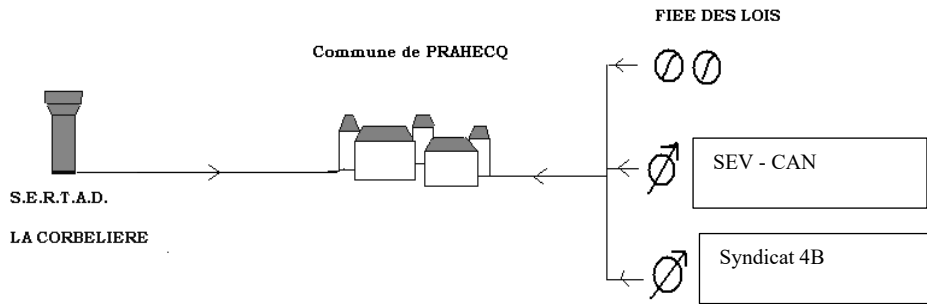 FIEE DES LOIS
Commune de PRAHECQ
SEV - CAN
S.E.R.T.A.D.
LA CORBELIERE
Syndicat 4B